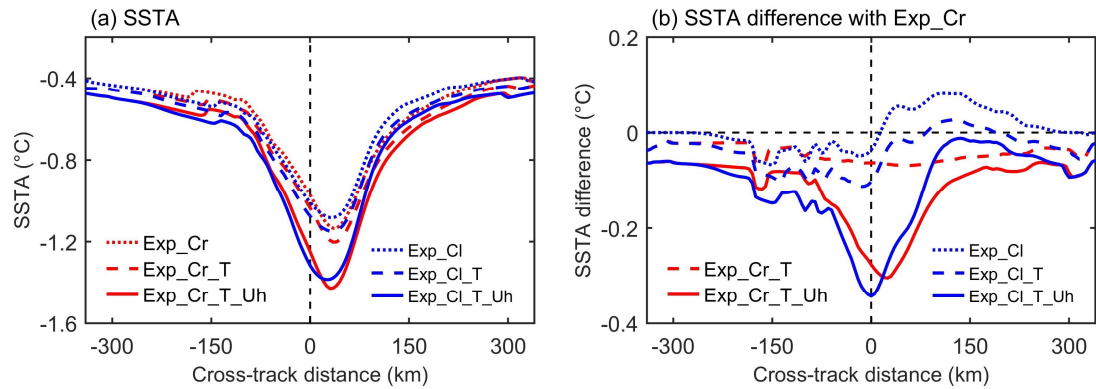 (a) SSTA
SSTA (°C)
-0.4
-0.8
-1.2
-1.6
Exp_Cr
Exp_Cr_T
Exp_Cr_T_Uh
Exp_Cl
Exp_Cl_T
Exp_Cl_T_Uh
-300 -150 0 150 300
Cross-track distance (km)
(b) SSTA difference with Exp_Cr
SSTA difference (°C)
0.2
0
-0.2
-0.4
Exp_Cr_T
Exp_Cr_T_Uh
Exp_Cl
Exp_Cl_T
Exp_Cl_T_Uh
-300 -150 0 150 300
Cross-track distance (km)